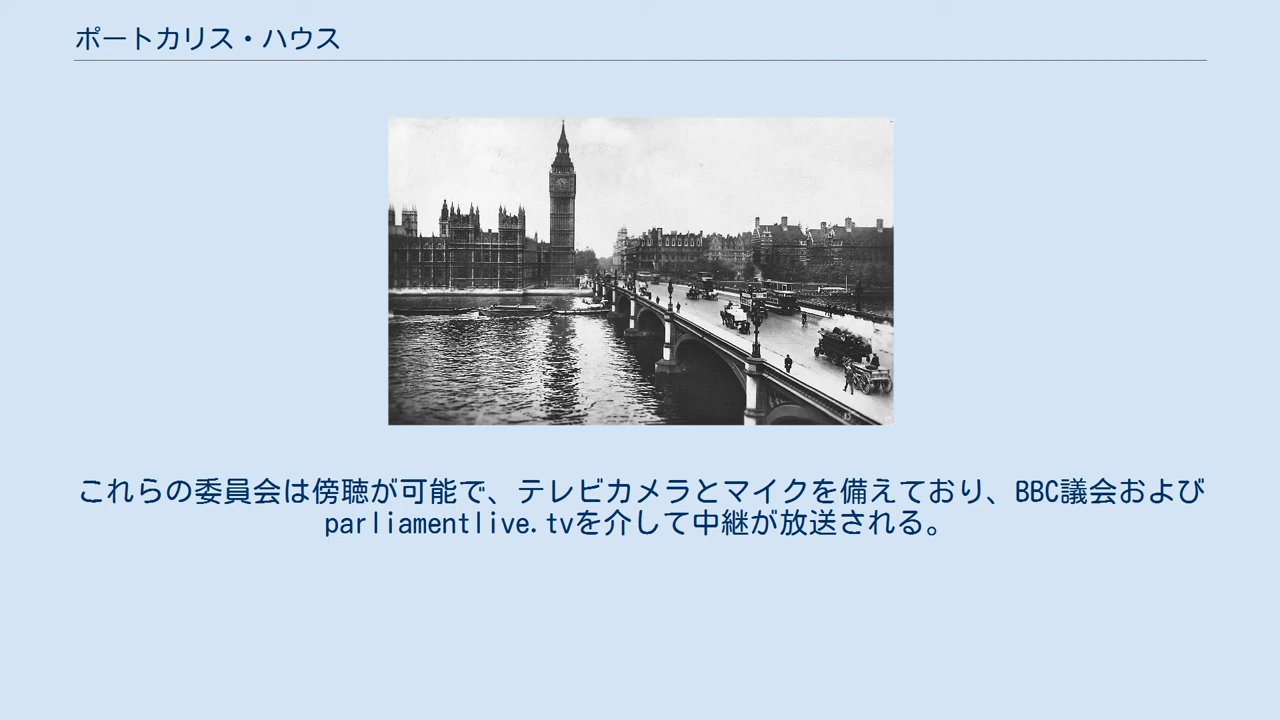 ポートカリス・ハウス
これらの委員会は傍聴が可能で、テレビカメラとマイクを備えており、BBC議会および
parliamentlive.tvを介して中継が放送される。